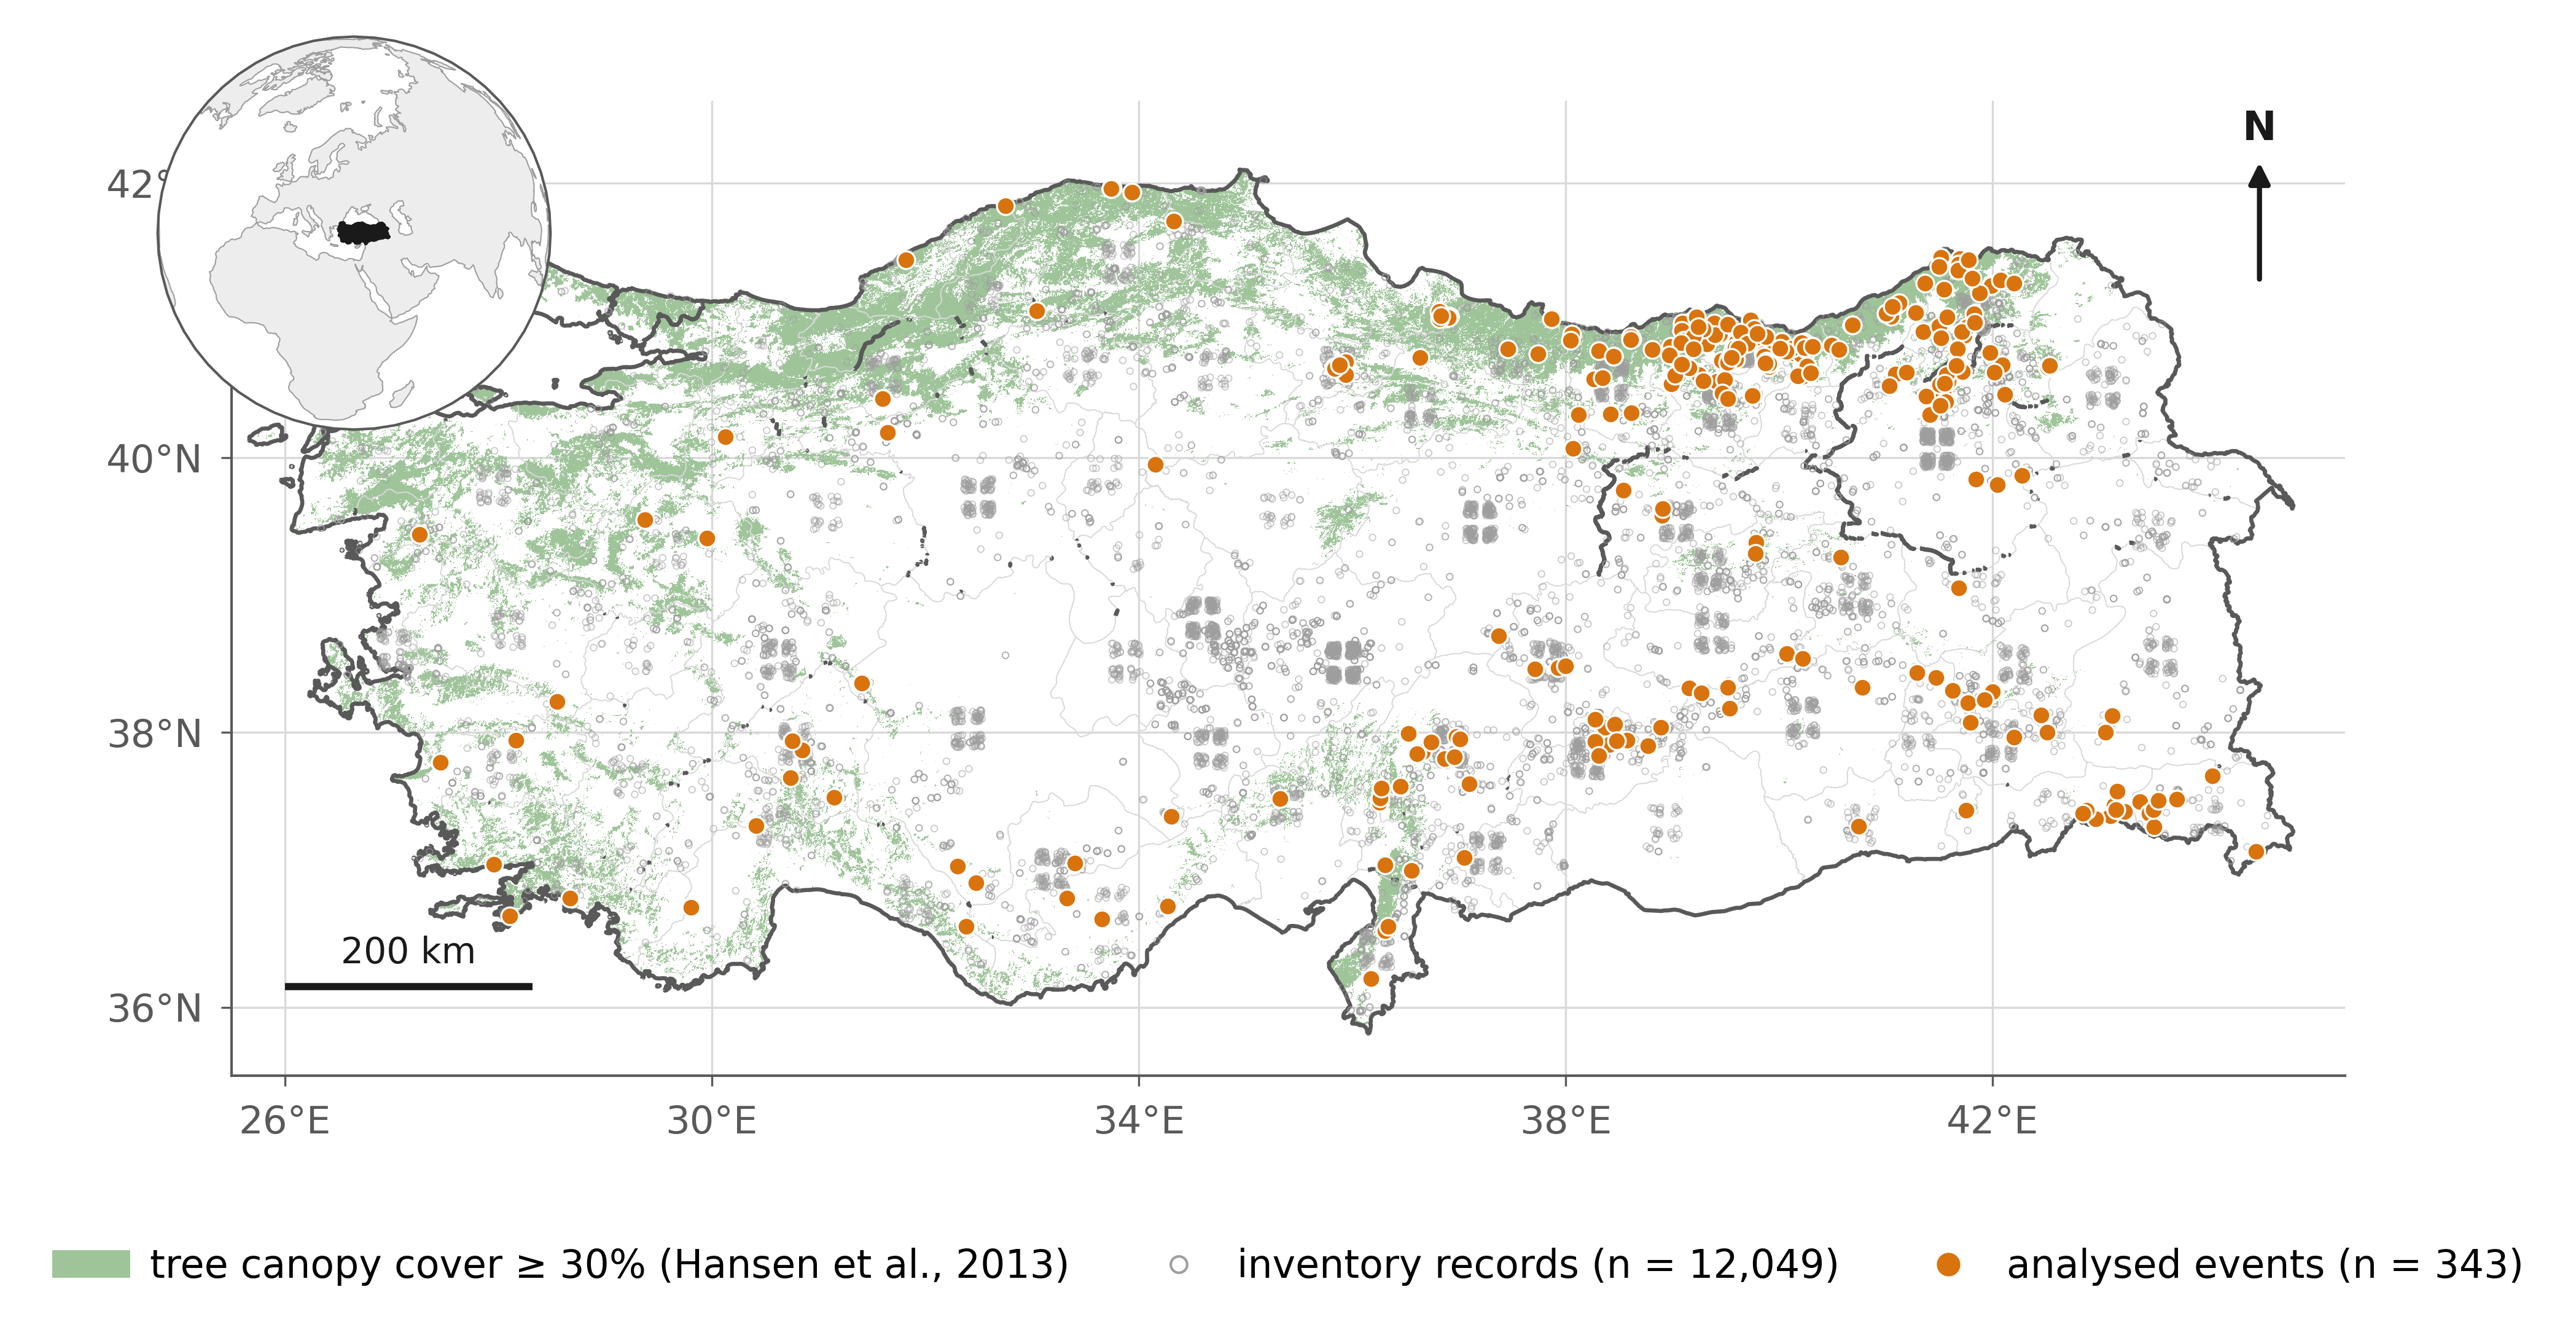 N
42°
40°N
38°N
36°N
200 km
26°E 30°E 34°E 38°E 42°E
tree canopy cover ≥ 30% (Hansen et al., 2013) inventory records (n = 12,049) analysed events (n = 343)